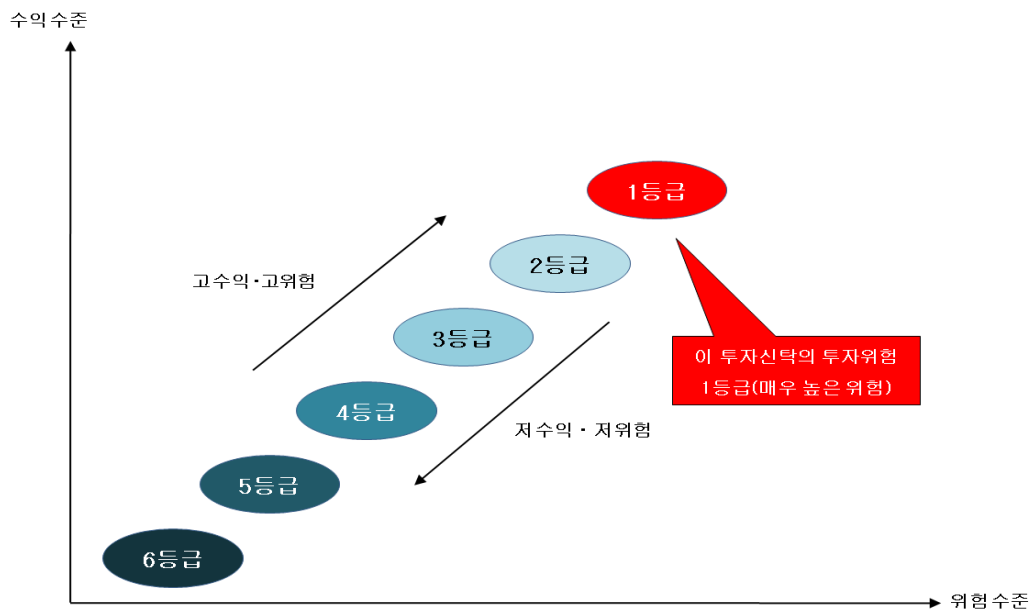 수익수준
1등급
2등급
고수익·고위험
3등급
이 투자신탁의 투자위험
1등급(매우 높은 위험)
4등급
저수익 · 저위험
5등급
6등급
위험수준